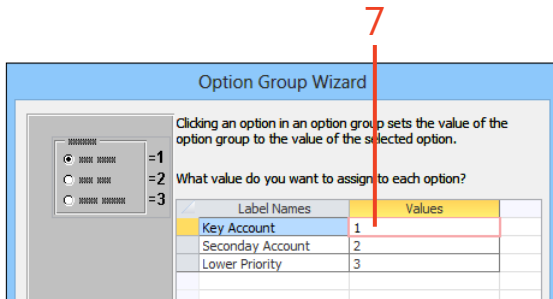 7
Option Group Wizard
Clicking an option in an option group sets the value of the
option group to the value of the selected option.
=1
=2
=3
What value do you want to assign to each option?
Label Names Values
Key Account 1
Seconday Account 2
Lower Priority 3